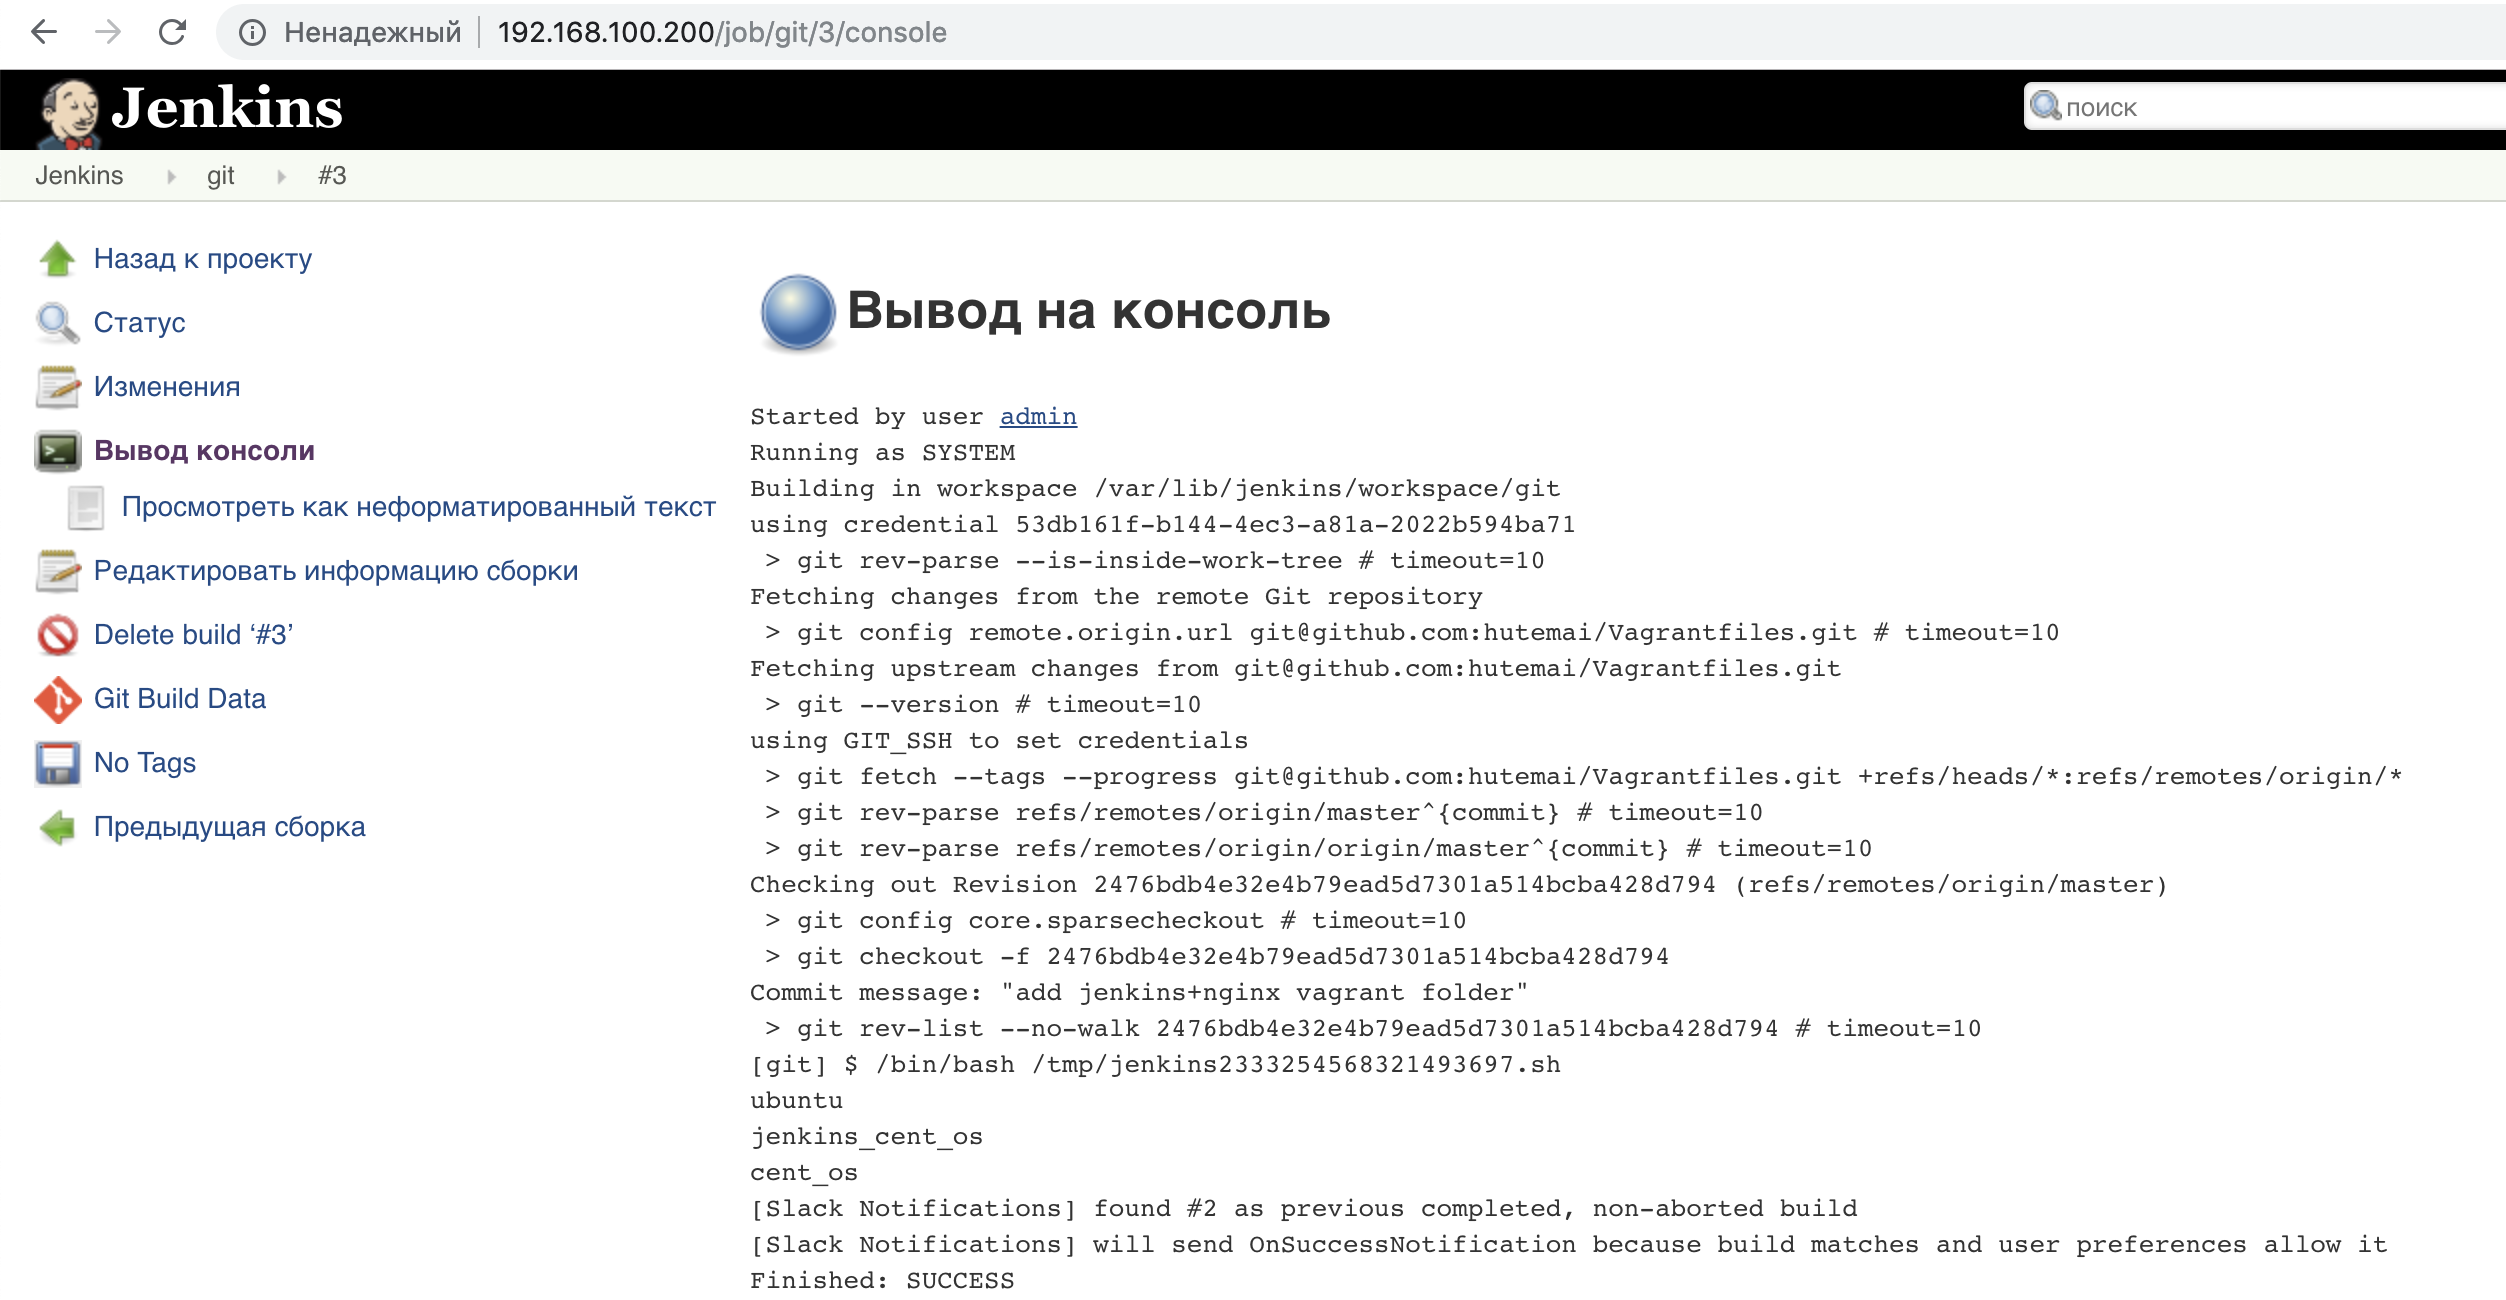 Ненадежный | 192.168.100.200/job/git/3/console
Jenkins
поиск
Jenkins git #3
Назад к проекту
Статус
Изменения
Вывод консоли
Просмотреть как неформатированный текст
Редактировать информацию сборки
Delete build ‘#3’
Git Build Data
No Tags
Предыдущая сборка
Вывод на консоль
Started by user admin
Running as SYSTEM
Building in workspace /var/lib/jenkins/workspace/git
using credential 53db161f-b144-4ec3-a81a-2022b594ba71
> git rev-parse --is-inside-work-tree # timeout=10
Fetching changes from the remote Git repository
> git config remote.origin.url git@github.com:hutemai/Vagrantfiles.git # timeout=10
Fetching upstream changes from git@github.com:hutemai/Vagrantfiles.git
> git --version # timeout=10
using GIT_SSH to set credentials
> git fetch --tags --progress git@github.com:hutemai/Vagrantfiles.git +refs/heads/*:refs/remotes/origin/*
> git rev-parse refs/remotes/origin/master^{commit} # timeout=10
> git rev-parse refs/remotes/origin/origin/master^{commit} # timeout=10
Checking out Revision 2476bdb4e32e4b79ead5d7301a514bcba428d794 (refs/remotes/origin/master)
> git config core.sparsecheckout # timeout=10
> git checkout -f 2476bdb4e32e4b79ead5d7301a514bcba428d794
Commit message: "add jenkins+nginx vagrant folder"
> git rev-list --no-walk 2476bdb4e32e4b79ead5d7301a514bcba428d794 # timeout=10
[git] $ /bin/bash /tmp/jenkins2333254568321493697.sh
ubuntu
jenkins_cent_os
cent_os
[Slack Notifications] found #2 as previous completed, non-aborted build
[Slack Notifications] will send OnSuccessNotification because build matches and user preferences allow it
Finished: SUCCESS